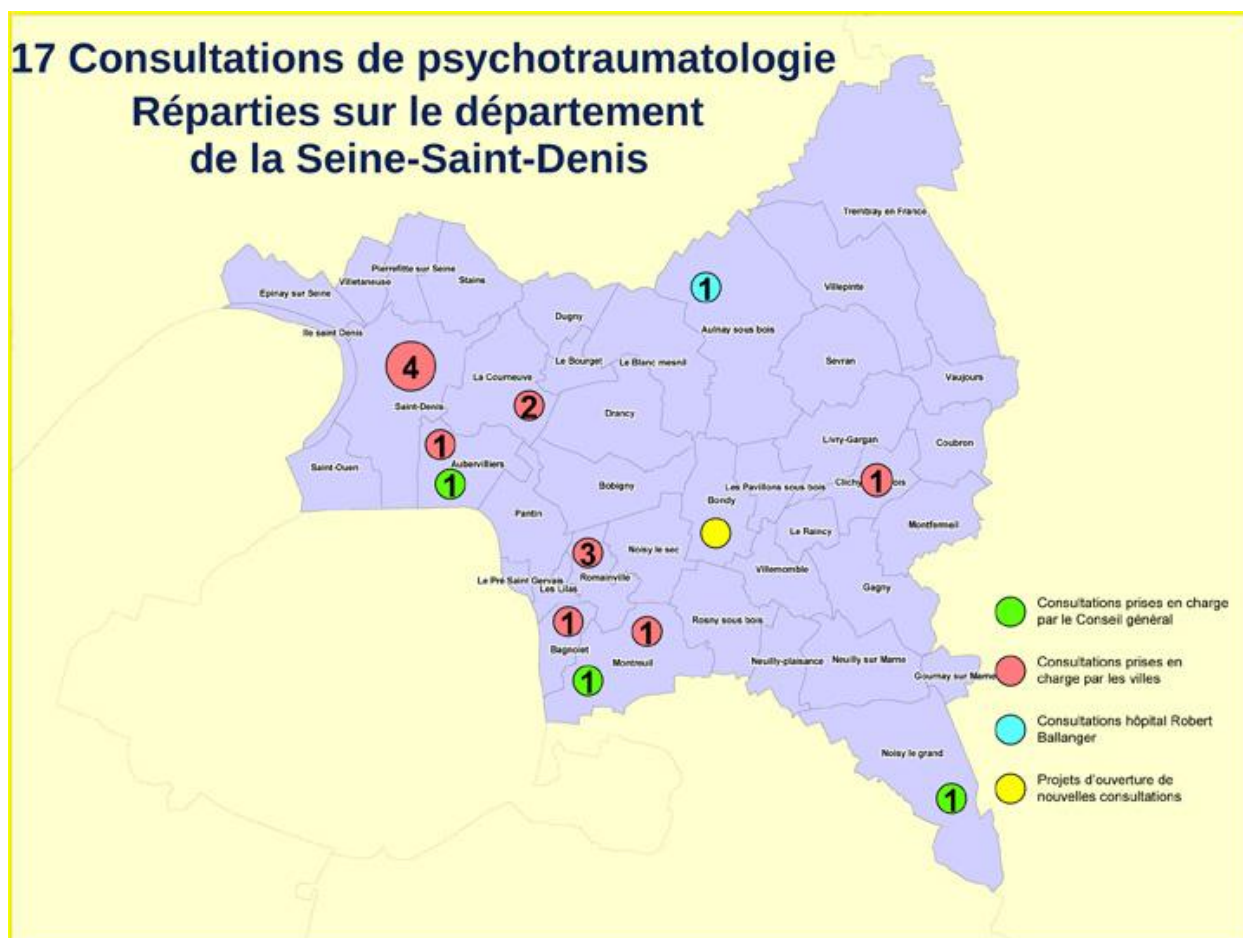 17 Consultations de psychotraumatologie
Réparties sur le département
de la Seine-Saint-Denis
Tremblay en France
Pierrefitte sur Seine
Stains
Villetaneuse
Epinay sur Seine
Villepinte
1
Dugny
Aulnay sous bois
Ile saint Denis
Le Bourget
Le Blanc mesnil
Sevran
4
La Courneuve
Vaujours
Saint-Denis
2
Drancy
1
Livry-Gargan
Coubron
Saint-Ouen
Aubervilliers
1
Bobigny
Les Pavillons sous bois
Clichy
1
ois
Bondy
Pantin
Le Raincy
Montfermeil
3
Noisy le sec
Villemomble
Le Pré Saint Gervais
Romainville
Les Lilas
Gagny
1
1
Rosny sous bois
Bagnolet
Montreuil
Neuilly-plaisance
Neuilly sur Marne
Gournay sur Marne
1
Noisy le grand
1
Consultations prises en charge
par le Conseil général
Consultations prises en
charge par les villes
Consultations hôpital Robert
Ballanger
Projets d'ouverture de
nouvelles consultations